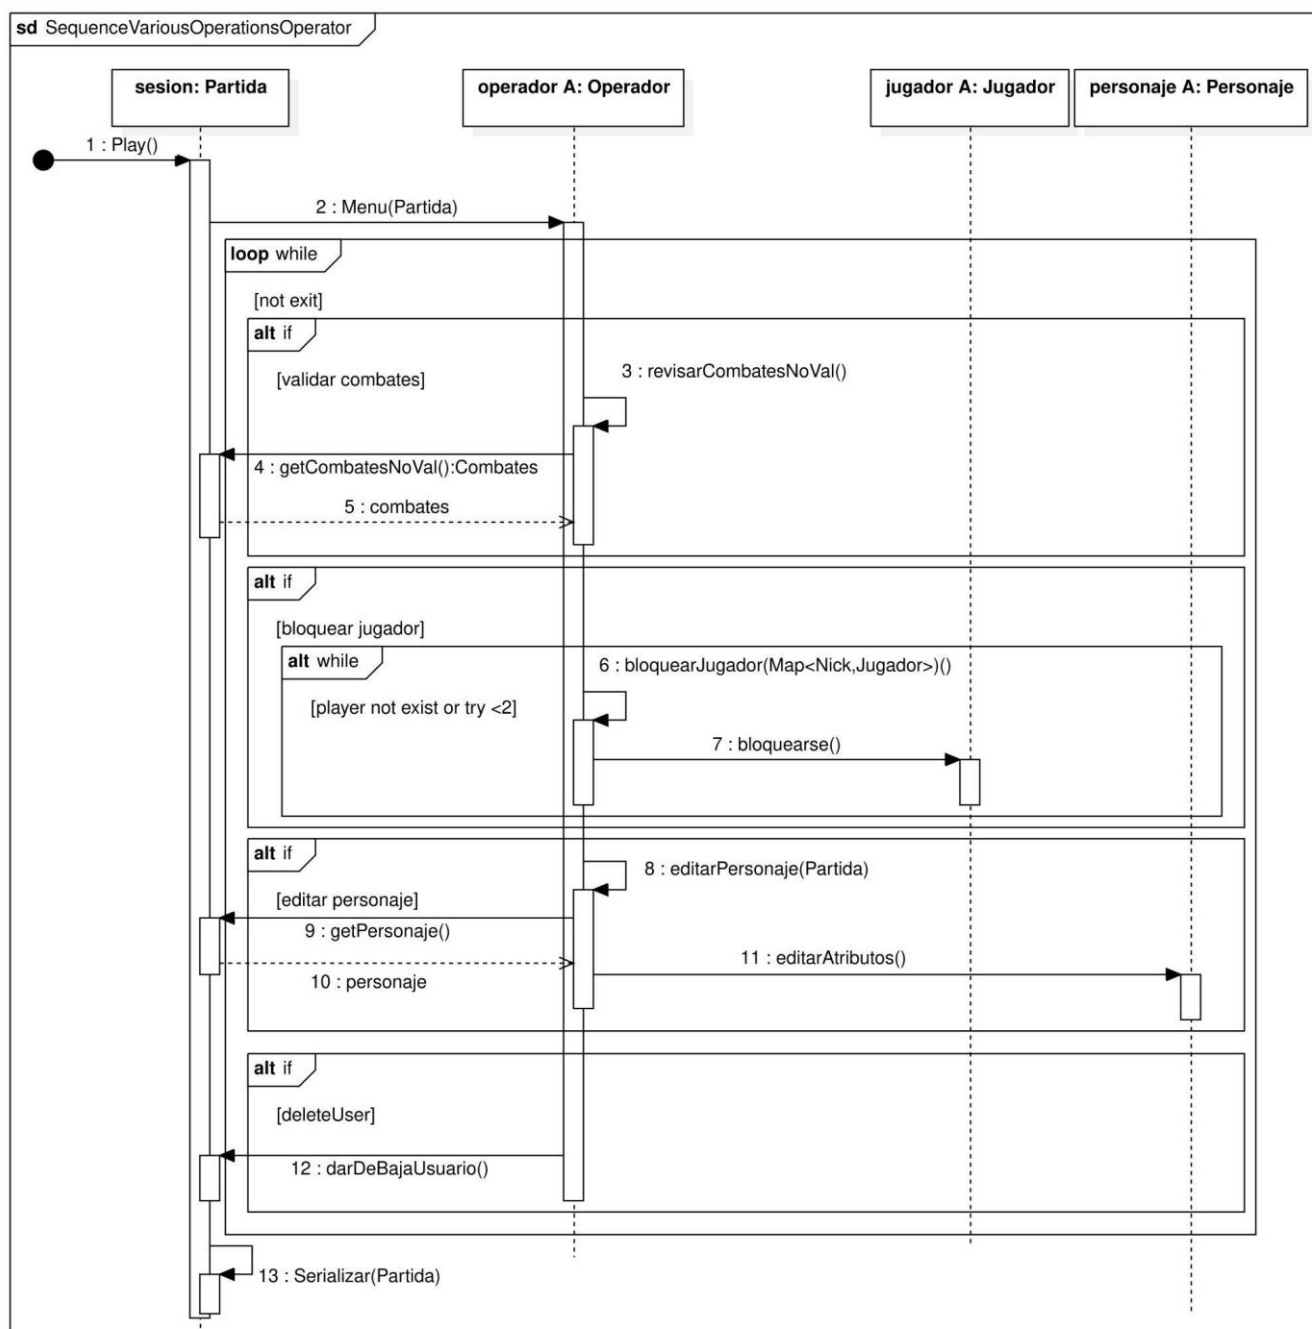 sd SequenceVariousOperationsOperator
sesion: Partida
operador A: Operador
jugador A: Jugador
personaje A: Personaje
1 : Play()
2 : Menu(Partida)
loop while
[not exit]
alt if
3 : revisarCombatesNoVal()
[validar combates]
4 : getCombatesNoVal():Combates
5 : combates
alt if
[bloquear jugador]
alt while
6 : bloquearJugador(Map<Nick,Jugador>)()
[player not exist or try <2]
7 : bloquearse()
alt if
8 : editarPersonaje(Partida)
[editar personaje]
9 : getPersonaje()
11 : editarAtributos()
10 : personaje
alt if
[deleteUser]
12 : darDeBajaUsuario()
13 : Serializar(Partida)